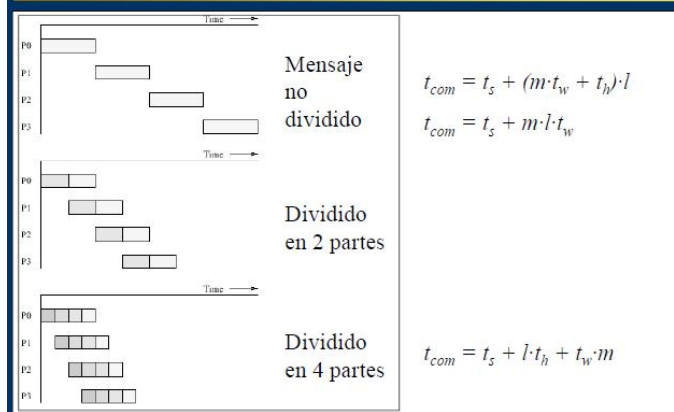 Time
P0
P1
P2
P3
Mensaje
no
dividido
t_com = t_s + (m·t_w + t_h)·l
t_com = t_s + m·l·t_w
Time
P0
P1
P2
P3
Dividido
en 2 partes
Time
P0
P1
P2
P3
Dividido
en 4 partes
t_com = t_s + l·t_h + t_w·m